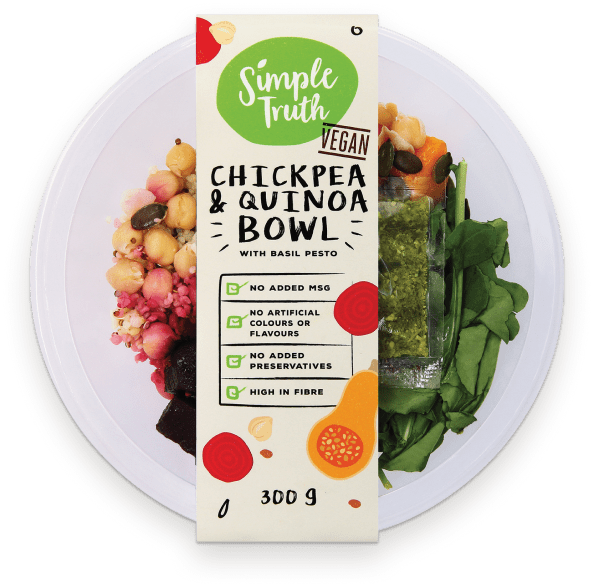 Simple
Truth
VEGAN
CHICKPEA
& QUINOA
BOWL
WITH BASIL PESTO
NO ADDED MSG
NO ARTIFICIAL
COLOURS OR
FLAVOURS
NO ADDED
PRESERVATIVES
HIGH IN FIBRE
300 g